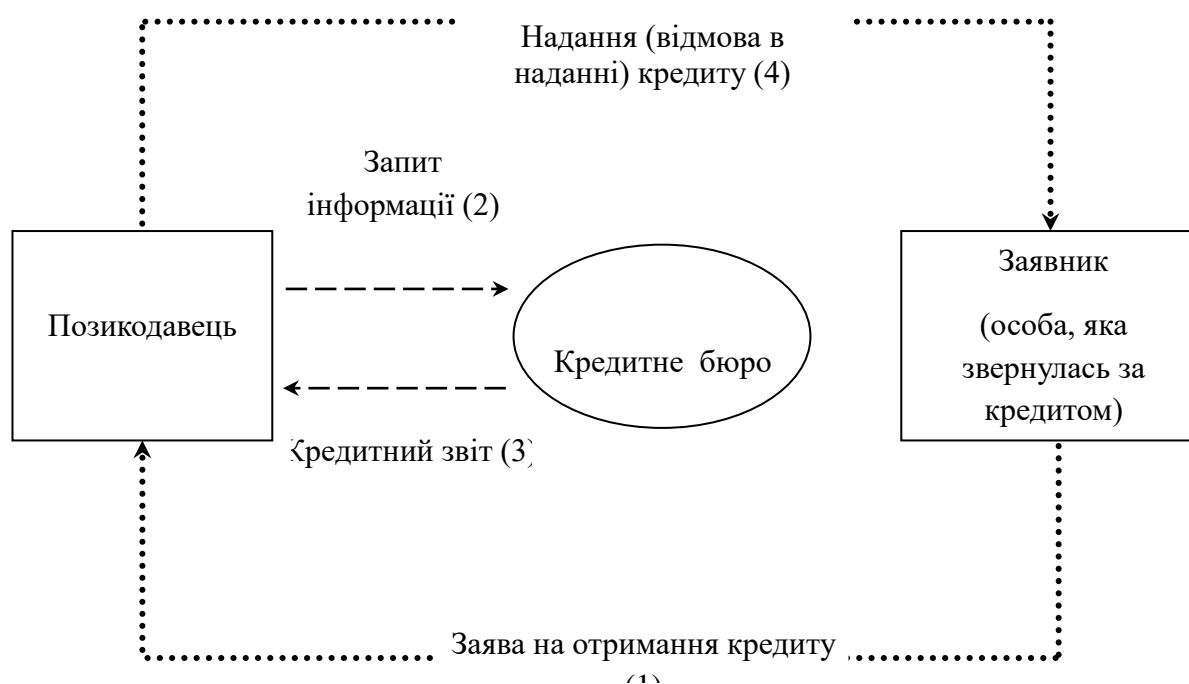 Надання (відмова в
наданні) кредиту (4)
Запит
інформації (2)
Позикодавець
Кредитне бюро
Заявник
(особа, яка
звернулась за
кредитом)
Кредитний звіт (3)
Заява на отримання кредиту
(1)